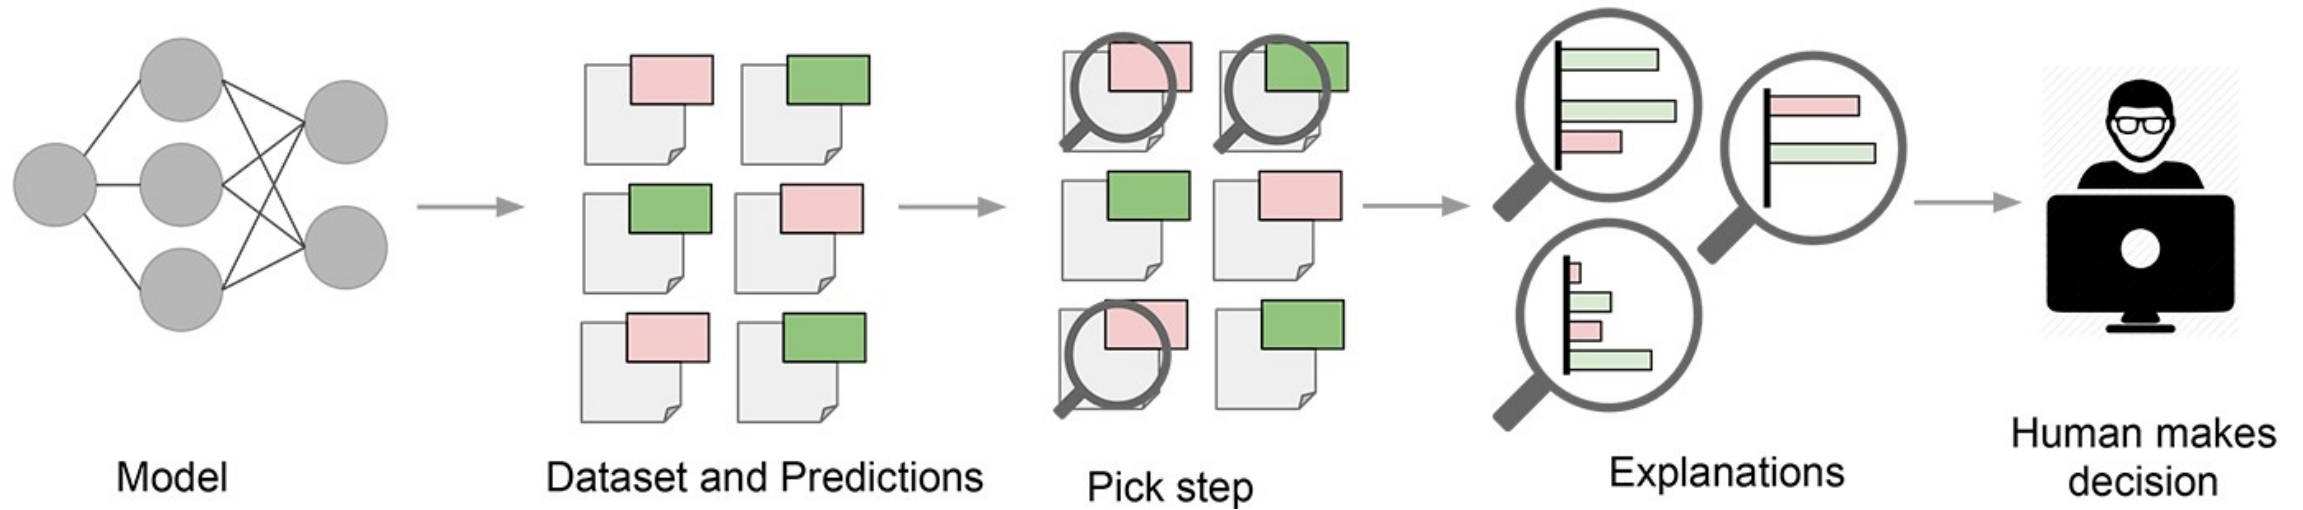 Model
Dataset and Predictions
Pick step
Explanations
Human makes
decision